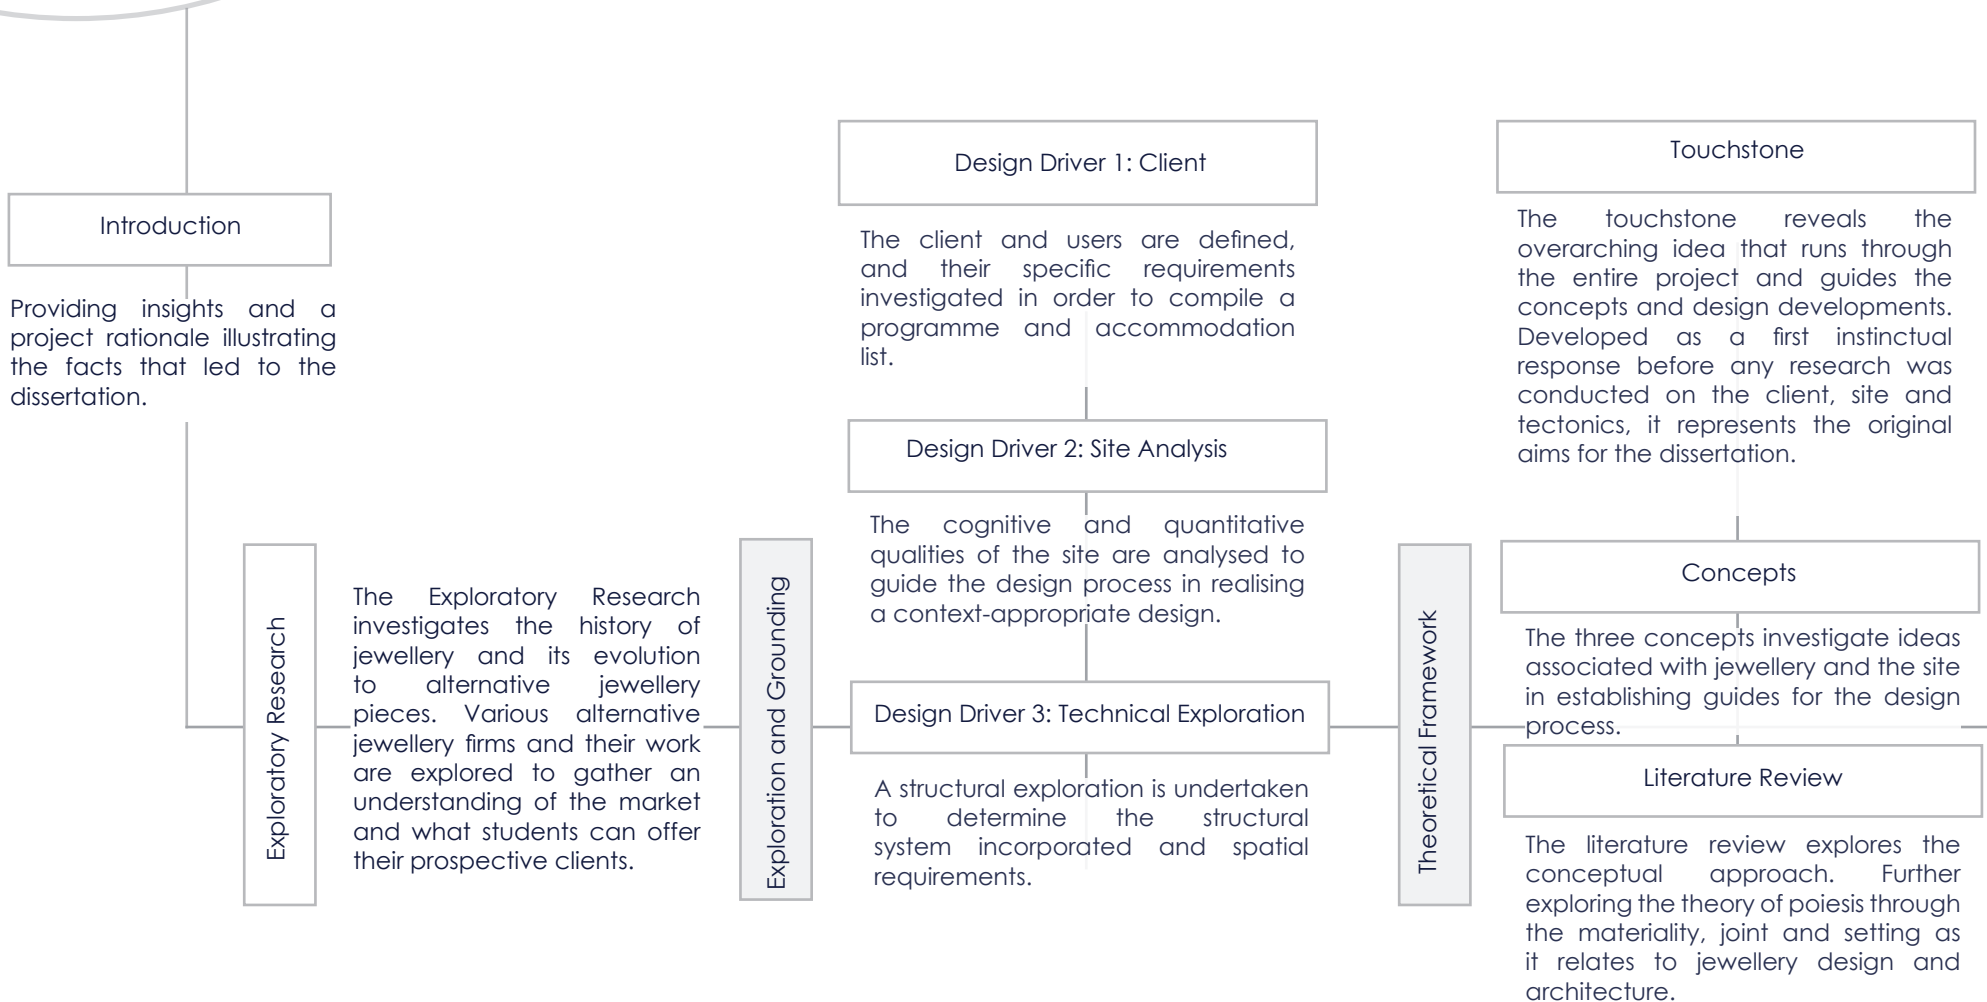 Introduction
Providing insights and a
project rationale illustrating
the facts that led to the
dissertation.
Exploratory Research
The Exploratory Research
investigates the history of
jewellery and its evolution
to alternative jewellery
pieces. Various alternative
jewellery firms and their work
are explored to gather an
understanding of the market
and what students can offer
their prospective clients.
Exploration and Grounding
Design Driver 1: Client
The client and users are defined,
and their specific requirements
investigated in order to compile a
programme and accommodation
list.
Design Driver 2: Site Analysis
The cognitive and quantitative
qualities of the site are analysed to
guide the design process in realising
a context-appropriate design.
Design Driver 3: Technical Exploration
A structural exploration is undertaken
to determine the structural
system incorporated and spatial
requirements.
Theoretical Framework
Touchstone
The touchstone reveals the
overarching idea that runs through
the entire project and guides the
concepts and design developments.
Developed as a first instinctual
response before any research was
conducted on the client, site and
tectonics, it represents the original
aims for the dissertation.
Concepts
The three concepts investigate ideas
associated with jewellery and the site
in establishing guides for the design
process.
Literature Review
The literature review explores the
conceptual approach. Further
exploring the theory of poiesis through
the materiality, joint and setting as
it relates to jewellery design and
architecture.